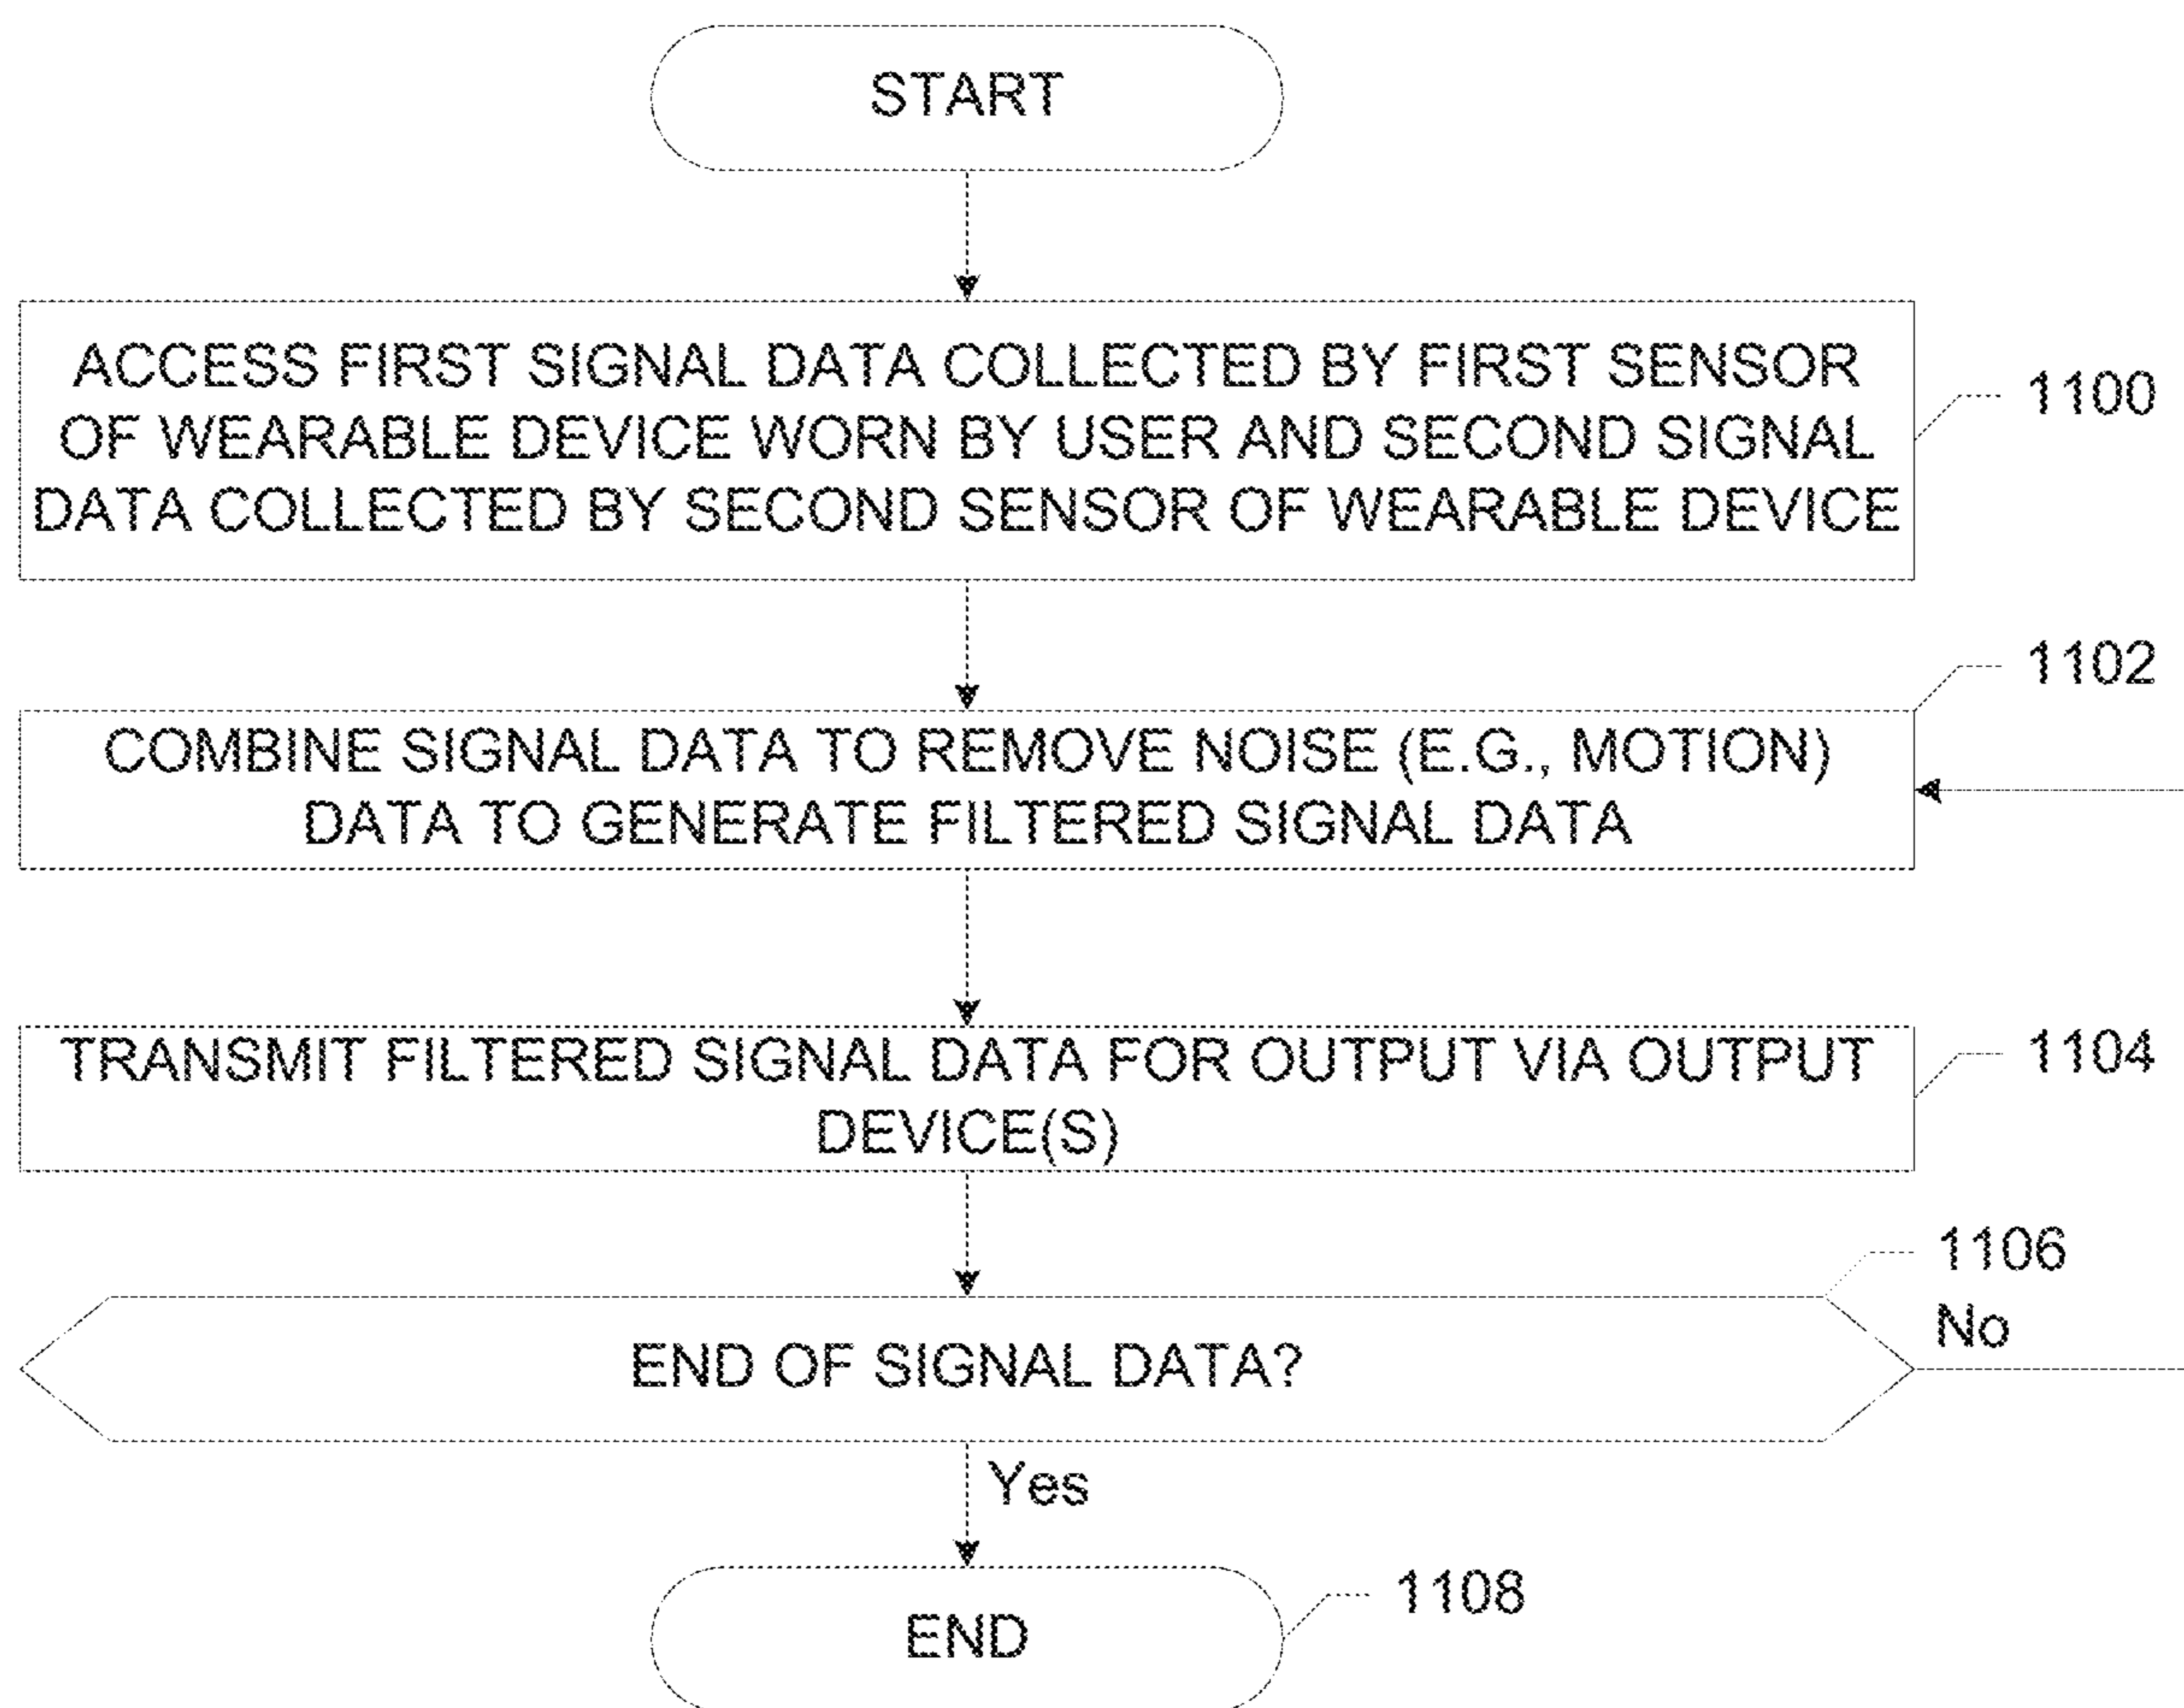 START
ACCESS FIRST SIGNAL DATA COLLECTED BY FIRST SENSOR
OF WEARABLE DEVICE WORN BY USER AND SECOND SIGNAL
DATA COLLECTED BY SECOND SENSOR OF WEARABLE DEVICE
1100
1102
COMBINE SIGNAL DATA TO REMOVE NOISE (E.G., MOTION)
DATA TO GENERATE FILTERED SIGNAL DATA
TRANSMIT FILTERED SIGNAL DATA FOR OUTPUT VIA OUTPUT
DEVICE(S)
1104
1106
No
END OF SIGNAL DATA?
Yes
END
1108